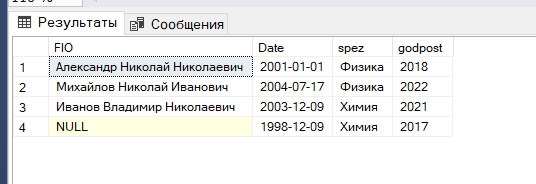 110 %
Результаты Сообщения
FIO Date spez godpost
1 Александр Николай Николаевич 2001-01-01 Физика 2018
2 Михайлов Николай Иванович 2004-07-17 Физика 2022
3 Иванов Владимир Николаевич 2003-12-09 Химия 2021
4 NULL 1998-12-09 Химия 2017